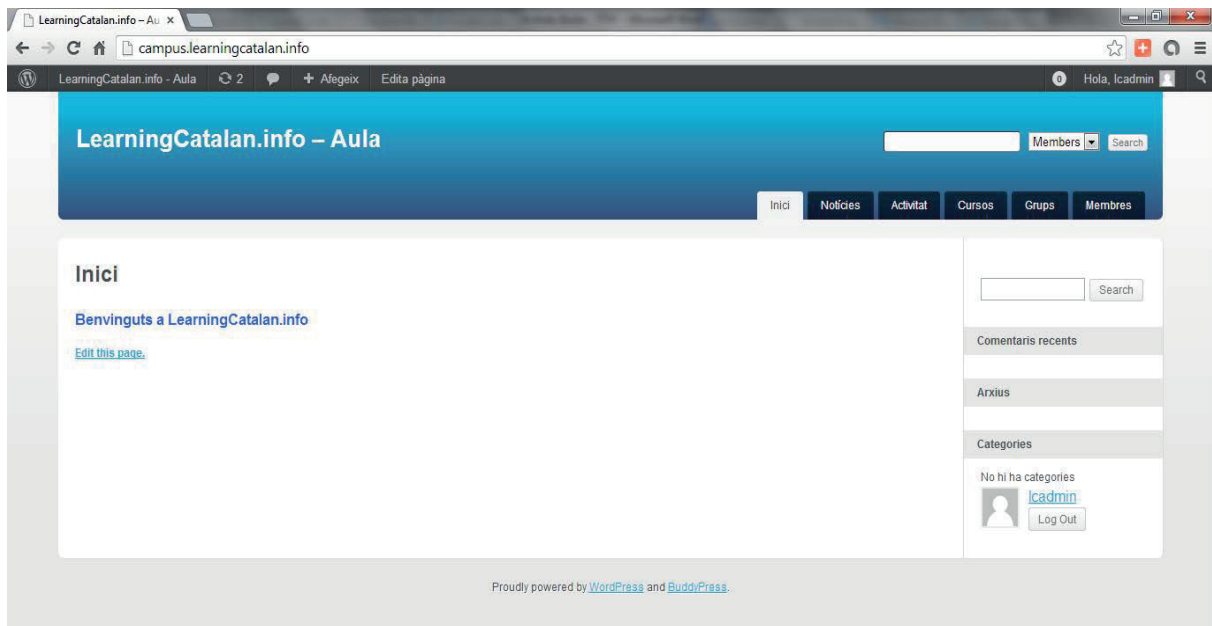 LearningCatalan.info – Au
campus.learningcatalan.info
LearningCatalan.info - Aula 2 + Afegeix Edita pàgina 0 Hola, lcadmin
LearningCatalan.info – Aula
Members Search
Inici Notícies Activitat Cursos Grups Membres
Inici
Search
Benvinguts a LearningCatalan.info
Comentaris recents
Edit this page.
Arxius
Categories
No hi ha categories
lcadmin
Log Out
Proudly powered by WordPress and BuddyPress.